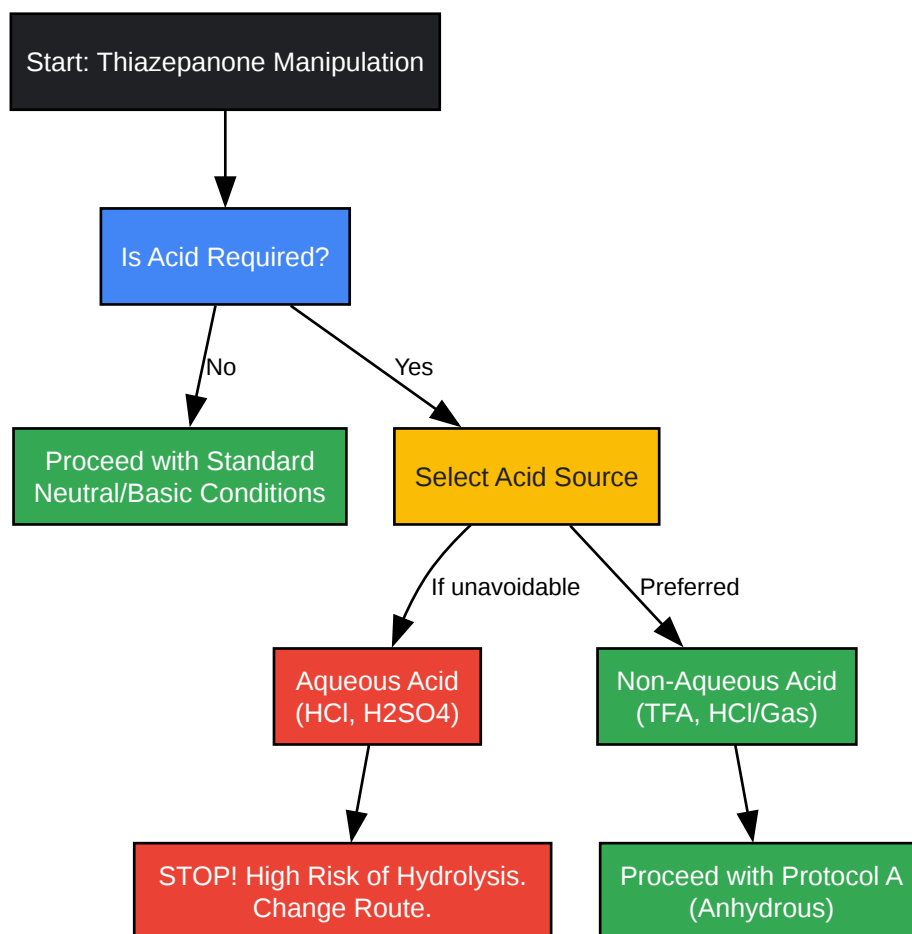 Start: Thiazepanone Manipulation
Is Acid Required?
No
Yes
Proceed with Standard
Neutral/Basic Conditions
Select Acid Source
If unavoidable
Preferred
Aqueous Acid
(HCl, H2SO4)
Non-Aqueous Acid
(TFA, HCl/Gas)
STOP! High Risk of Hydrolysis.
Change Route.
Proceed with Protocol A
(Anhydrous)